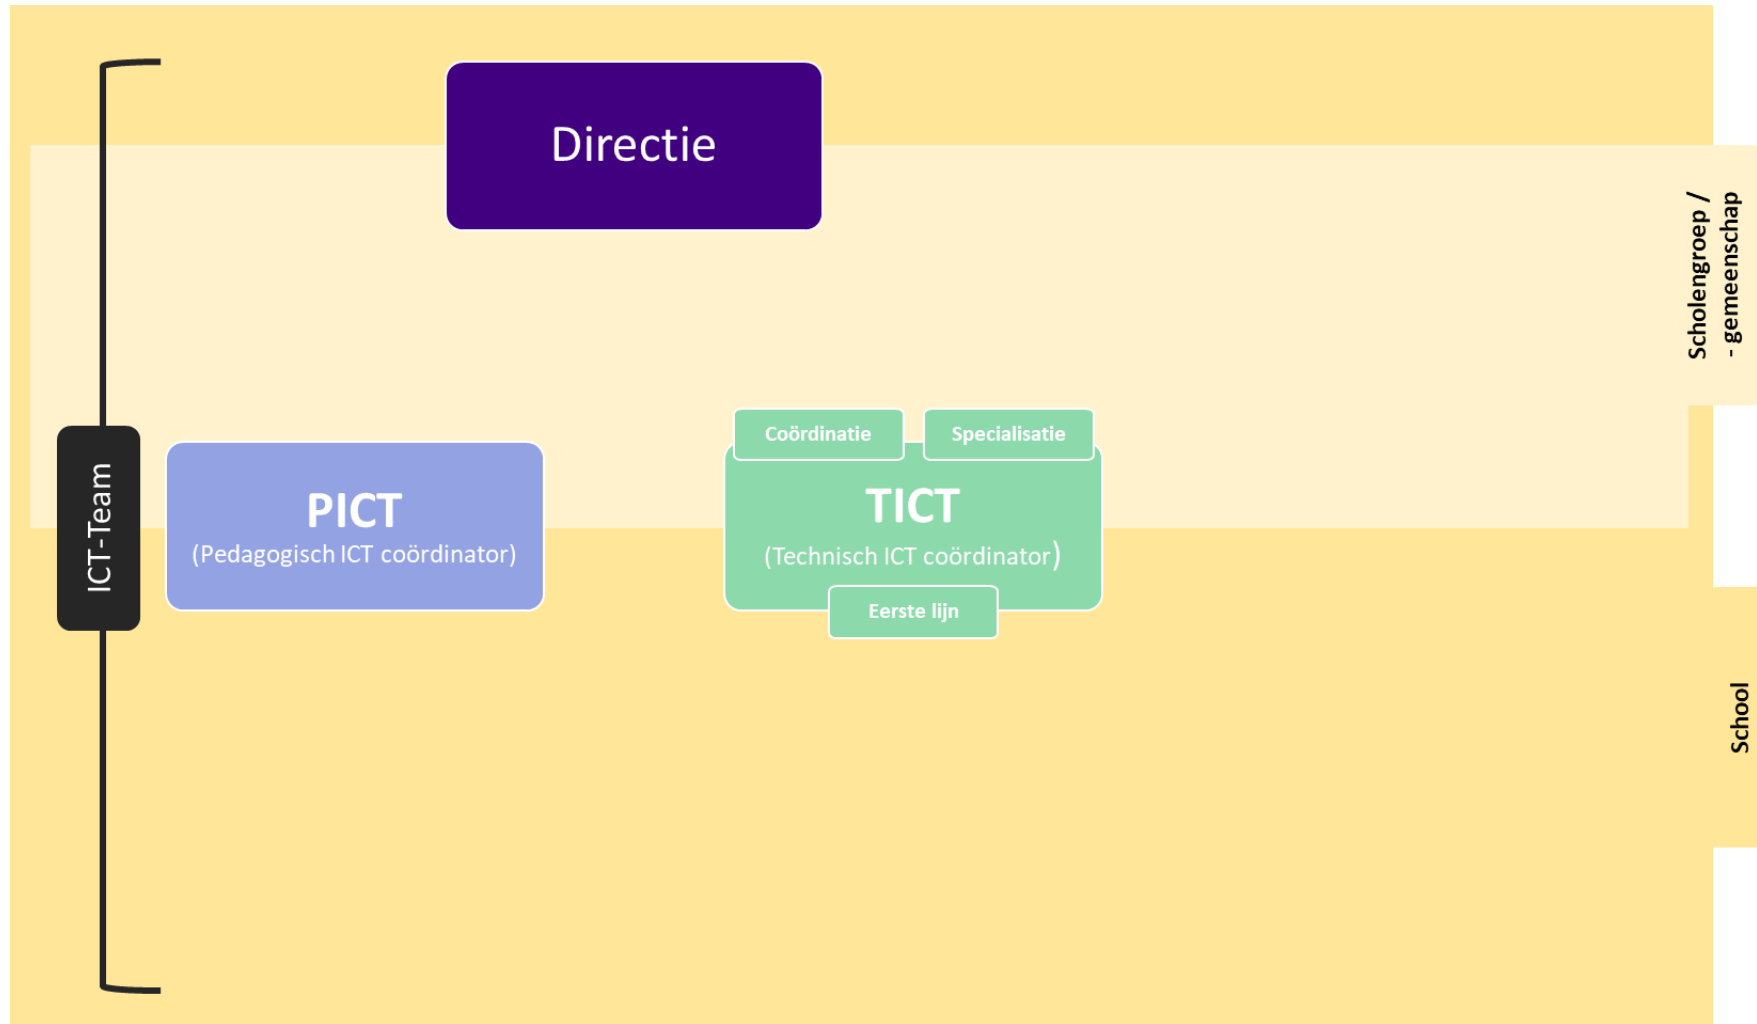 Directie
Scholengroep /
- gemeenschap
ICT-Team
Coördinatie
Specialisatie
PICT
(Pedagogisch ICT coördinator)
TICT
(Technisch ICT coördinator)
Eerste lijn
School